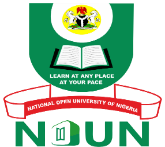 LEARN AT ANY PLACE
AT YOUR PACE
NATIONAL OPEN UNIVERSITY OF NIGERIA
NOUN